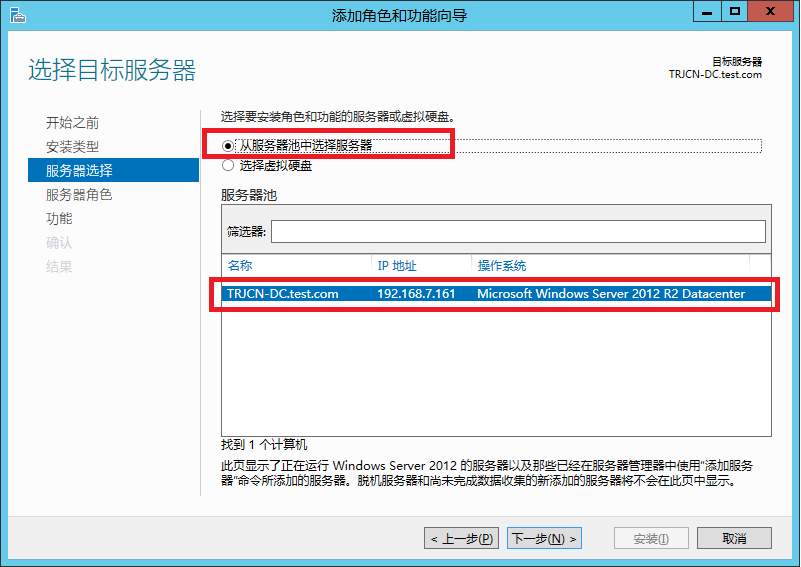 添加角色和功能向导
选择目标服务器
目标服务器
TRJCN-DC.test.com
开始之前
安装类型
服务器选择
服务器角色
功能
确认
结果
选择要安装角色和功能的服务器或虚拟硬盘。
从服务器池中选择服务器
选择虚拟硬盘
服务器池
筛选器:
名称 IP 地址 操作系统
TRJCN-DC.test.com 192.168.7.161 Microsoft Windows Server 2012 R2 Datacenter
找到 1 个计算机
此页显示了正在运行 Windows Server 2012 的服务器以及那些已经在服务器管理器中使用"添加服务
器"命令所添加的服务器。脱机服务器和尚未完成数据收集的新添加的服务器将不会在此页中显示。
< 上一步(P) 下一步(N) > 安装(I) 取消